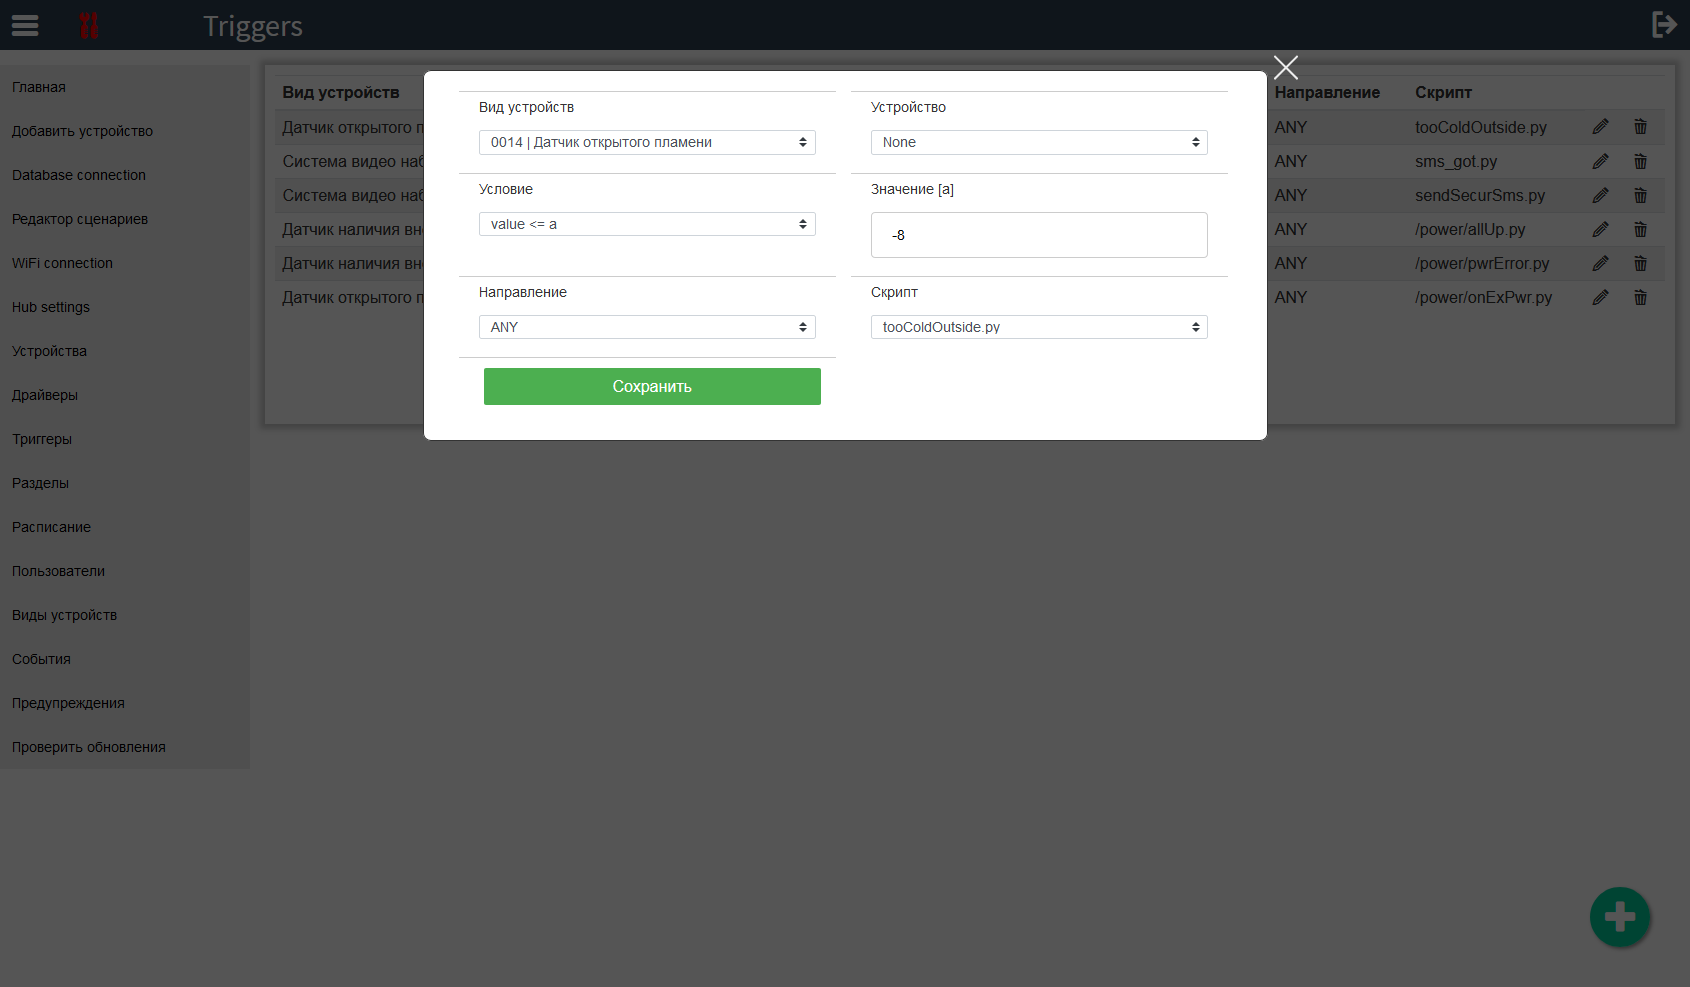 Triggers
Главная
Добавить устройство
Database connection
Редактор сценариев
WiFi connection
Hub settings
Устройства
Драйверы
Триггеры
Разделы
Расписание
Пользователи
Виды устройств
События
Предупреждения
Проверить обновления
Вид устройств Направление Скрипт
Датчик открытого ANY tooColdOutside.py
Система видео ANY sms_got.py
Система видео ANY sendSecurSms.py
Датчик наличия ANY /power/allUp.py
Датчик наличия ANY /power/pwrError.py
Датчик открытого ANY /power/onExPwr.py
Вид устройств
0014 | Датчик открытого пламени
Устройство
None
Условие
value <= a
Значение [a]
-8
Направление
ANY
Скрипт
tooColdOutside.py
Сохранить